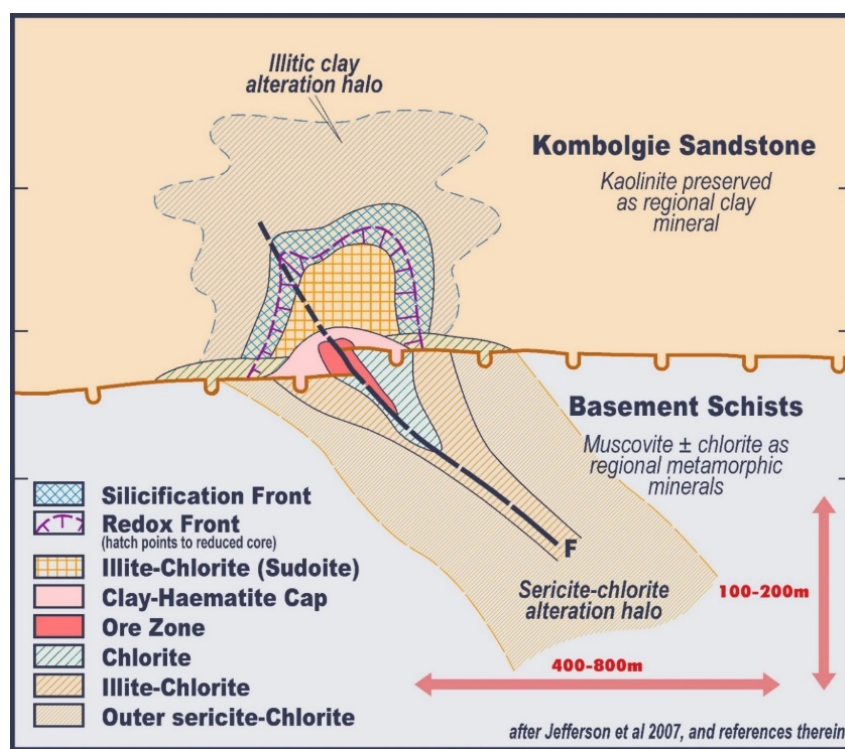 Illitic clay
alteration halo
Kombolgie Sandstone
Kaolinite preserved
as regional clay
mineral
Basement Schists
Muscovite ± chlorite as
regional metamorphic
minerals
Silicification Front
Redox Front
(hatch points to reduced core)
Illite-Chlorite (Sudoite)
Clay-Haematite Cap
Ore Zone
Chlorite
Illite-Chlorite
Outer sericite-Chlorite
F
Sericite-chlorite
alteration halo
100-200m
400-800m
after Jefferson et al 2007, and references therein